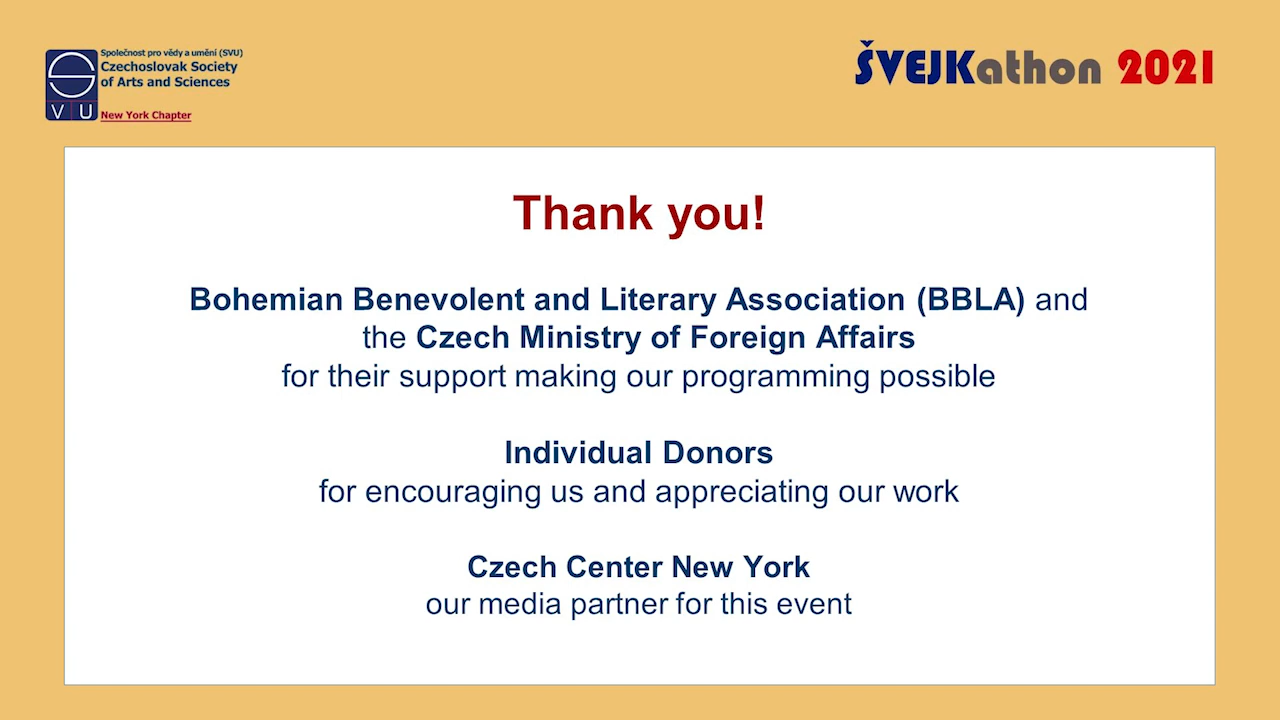 Společnost pro vědy a umění (SVU)
Czechoslovak Society
of Arts and Sciences
S
V U
New York Chapter
ŠVEJKathon 2021
Thank you!
Bohemian Benevolent and Literary Association (BBLA) and
the Czech Ministry of Foreign Affairs
for their support making our programming possible
Individual Donors
for encouraging us and appreciating our work
Czech Center New York
our media partner for this event